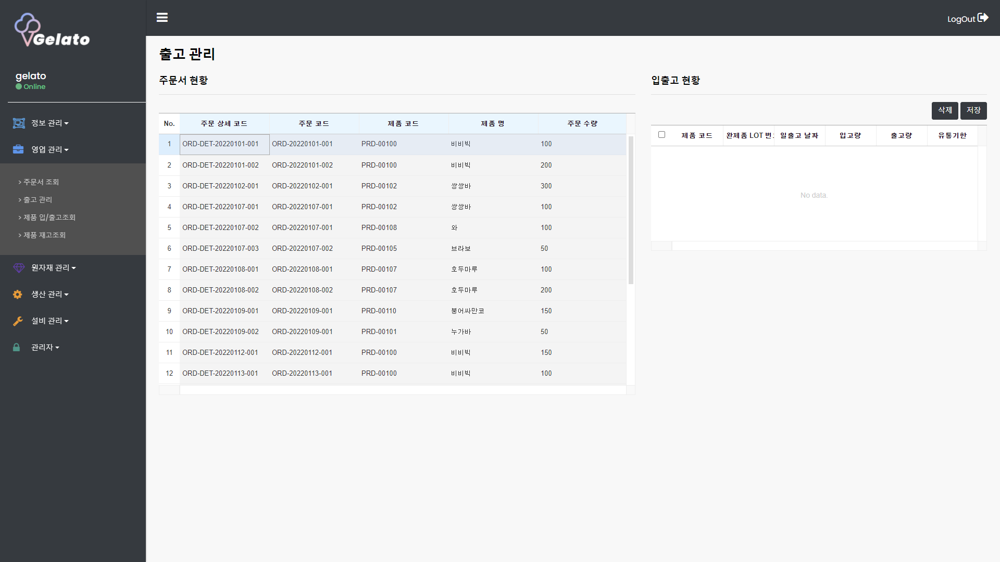 Gelato
LogOut
gelato
Online
정보 관리
영업 관리
> 주문서 조회
> 출고 관리
> 제품 입/출고조회
> 제품 재고조회
원자재 관리
생산 관리
설비 관리
관리자
출고 관리
주문서 현황
No. 주문 상세 코드 주문 코드 제품 코드 제품 명 주문 수량
1 ORD-DET-20220101-001 ORD-20220101-001 PRD-00100 비비빅 100
2 ORD-DET-20220101-002 ORD-20220101-002 PRD-00100 비비빅 200
3 ORD-DET-20220102-001 ORD-20220102-001 PRD-00102 쌍쌍바 300
4 ORD-DET-20220107-001 ORD-20220107-001 PRD-00102 쌍쌍바 100
5 ORD-DET-20220107-002 ORD-20220107-001 PRD-00108 와 100
6 ORD-DET-20220107-003 ORD-20220107-002 PRD-00105 브라보 50
7 ORD-DET-20220108-001 ORD-20220108-001 PRD-00107 호두마루 100
8 ORD-DET-20220108-002 ORD-20220108-002 PRD-00107 호두마루 200
9 ORD-DET-20220109-001 ORD-20220109-001 PRD-00110 붕어싸만코 150
10 ORD-DET-20220109-002 ORD-20220109-001 PRD-00101 누가바 50
11 ORD-DET-20220112-001 ORD-20220112-001 PRD-00100 비비빅 150
12 ORD-DET-20220113-001 ORD-20220113-001 PRD-00100 비비빅 100
입출고 현황
삭제 저장
제품 코드 완제품 LOT 일출고 날짜 입고량 출고량 유통기한
No data.